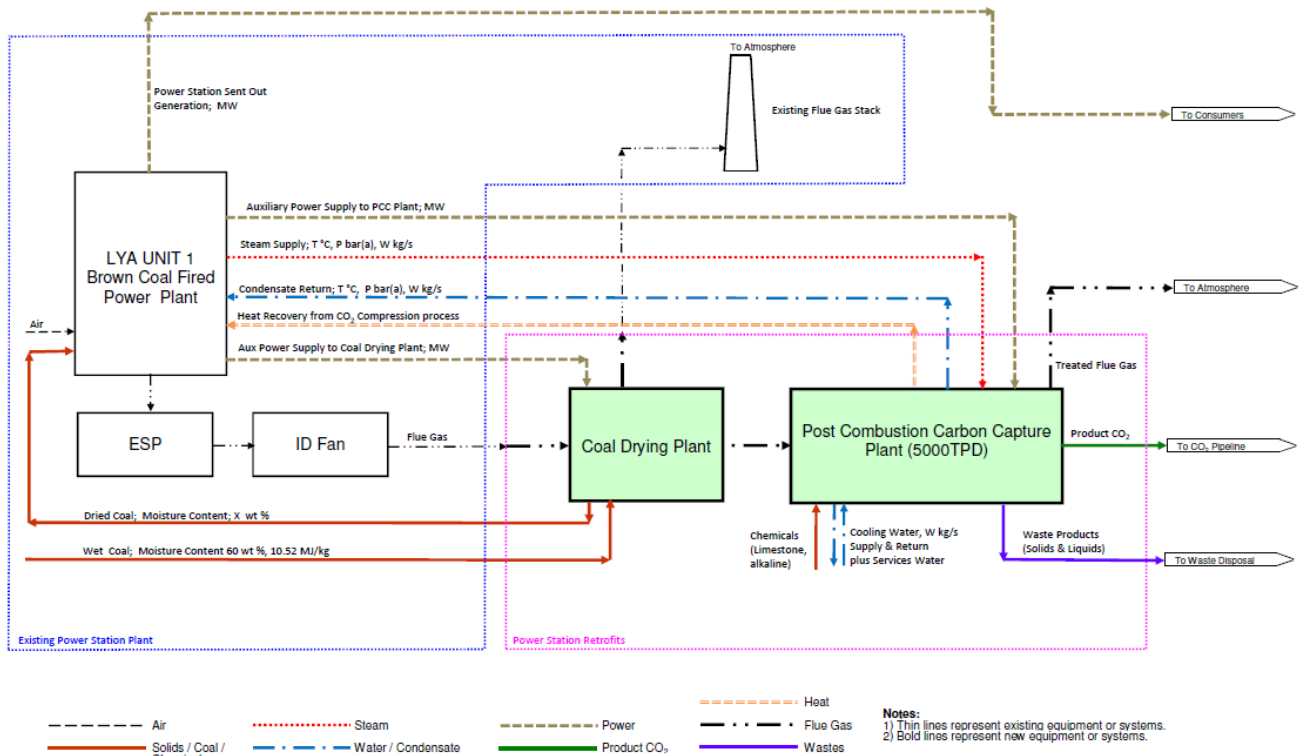 To Atmosphere
Power Station Sent Out
Generation; MW
Existing Flue Gas Stack
To Consumers
Auxiliary Power Supply to PCC Plant; MW
LYA UNIT 1
Brown Coal Fired
Power Plant
Steam Supply; T °C, P bar(a), W kg/s
Condensate Return; T °C, P bar(a), W kg/s
To Atmosphere
Air
Heat Recovery from CO2 Compression process
Aux Power Supply to Coal Drying Plant; MW
Treated Flue Gas
ESP
ID Fan
Flue Gas
Coal Drying Plant
Post Combustion Carbon Capture
Plant (5000TPD)
Product CO2
To CO2 Pipeline
Dried Coal; Moisture Content; X wt %
Wet Coal; Moisture Content 60 wt %, 10.52 MJ/kg
Chemicals
(Limestone,
alkaline)
Cooling Water, W kg/s
Supply & Return
plus Services Water
Waste Products
(Solids & Liquids)
To Waste Disposal
Existing Power Station Plant
Power Station Retrofits
Air
Steam
Power
Heat
Flue Gas
Solids / Coal /
Water / Condensate
Product CO2
Wastes
Notes:
1) Thin lines represent existing equipment or systems.
2) Bold lines represent new equipment or systems.